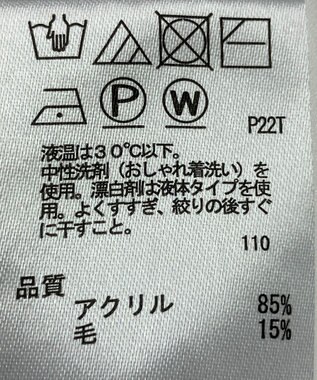 P W P22T
液温は30℃以下。
中性洗剤（おしゃれ着洗い）を
使用。漂白剤は液体タイプを使
用。よくすすぎ、絞りの後すぐ
に干すこと。
110
品質
アクリル 85%
毛 15%